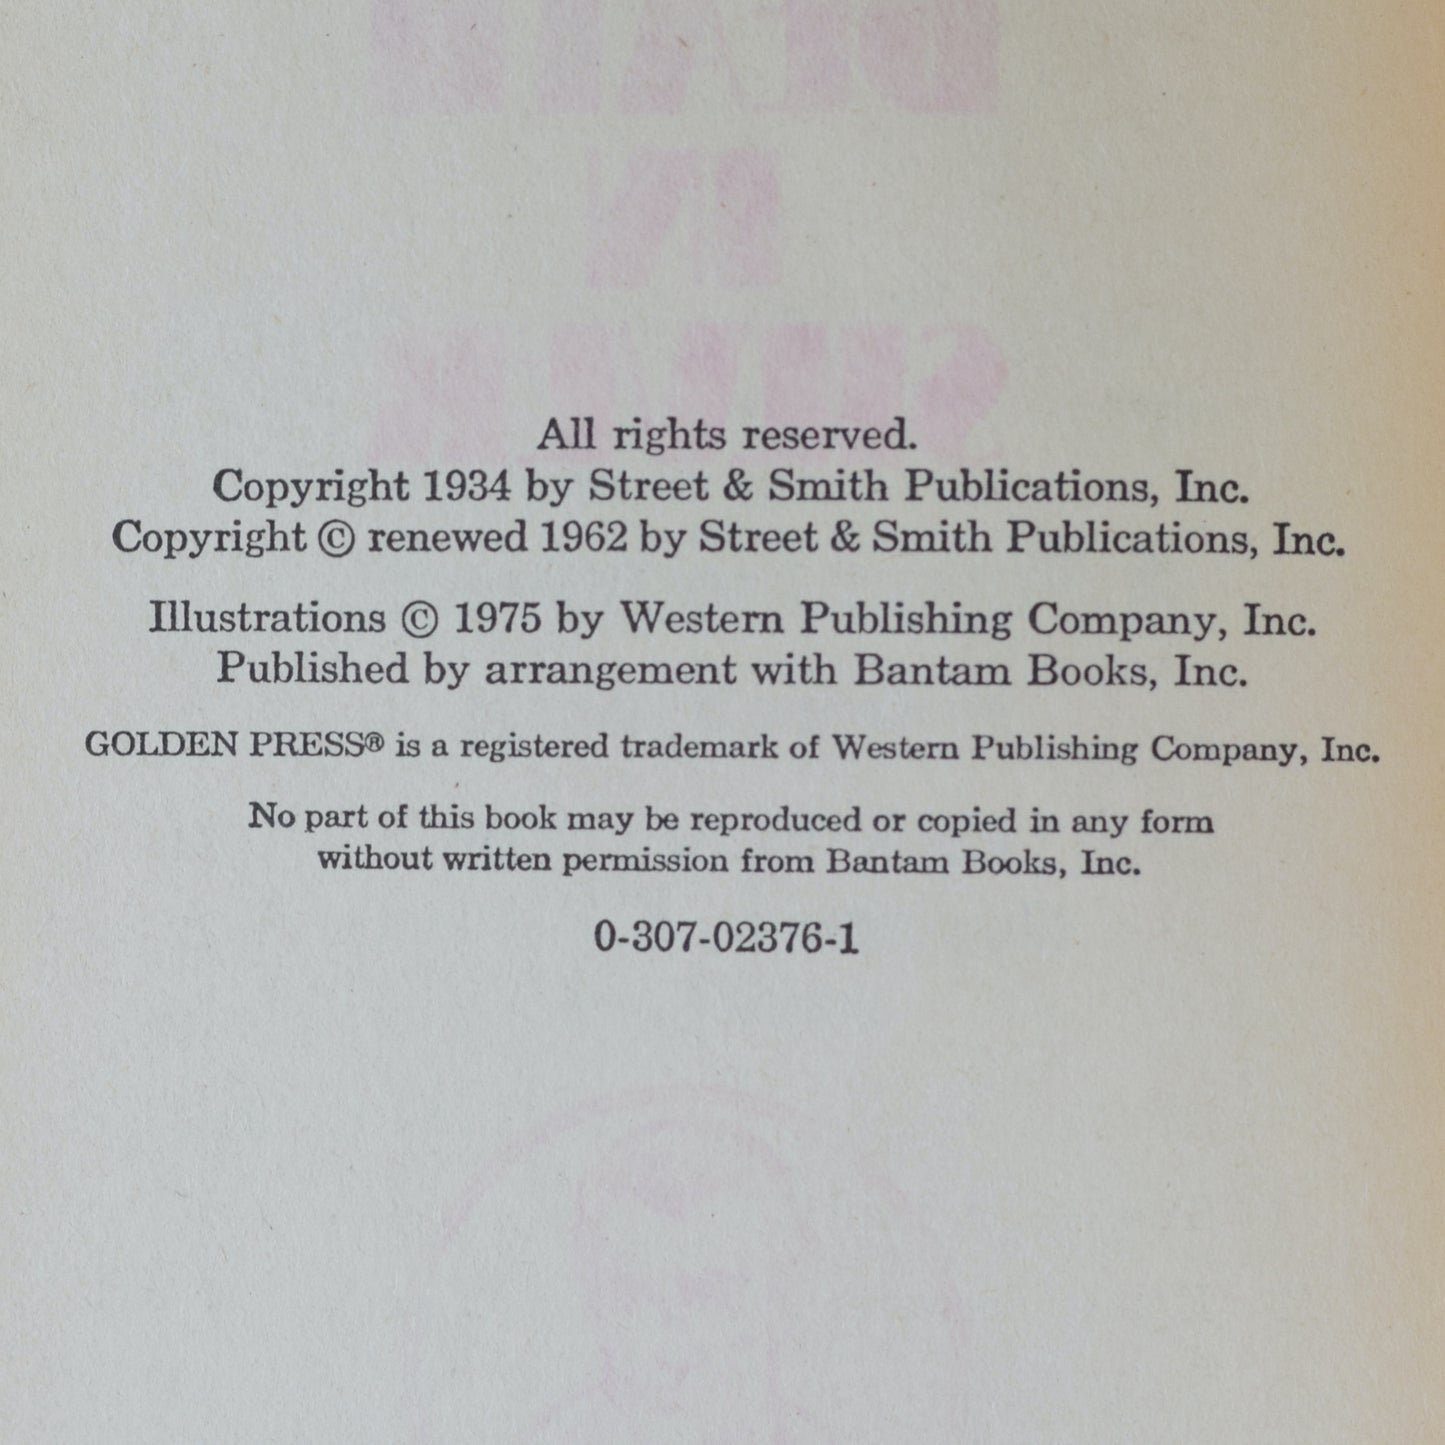 All rights reserved.
Copyright 1934 by Street & Smith Publications, Inc.
Copyright © renewed 1962 by Street & Smith Publications, Inc.
Illustrations © 1975 by Western Publishing Company, Inc.
Published by arrangement with Bantam Books, Inc.
GOLDEN PRESS® is a registered trademark of Western Publishing Company, Inc.
No part of this book may be reproduced or copied in any form
without written permission from Bantam Books, Inc.
0-307-02376-1